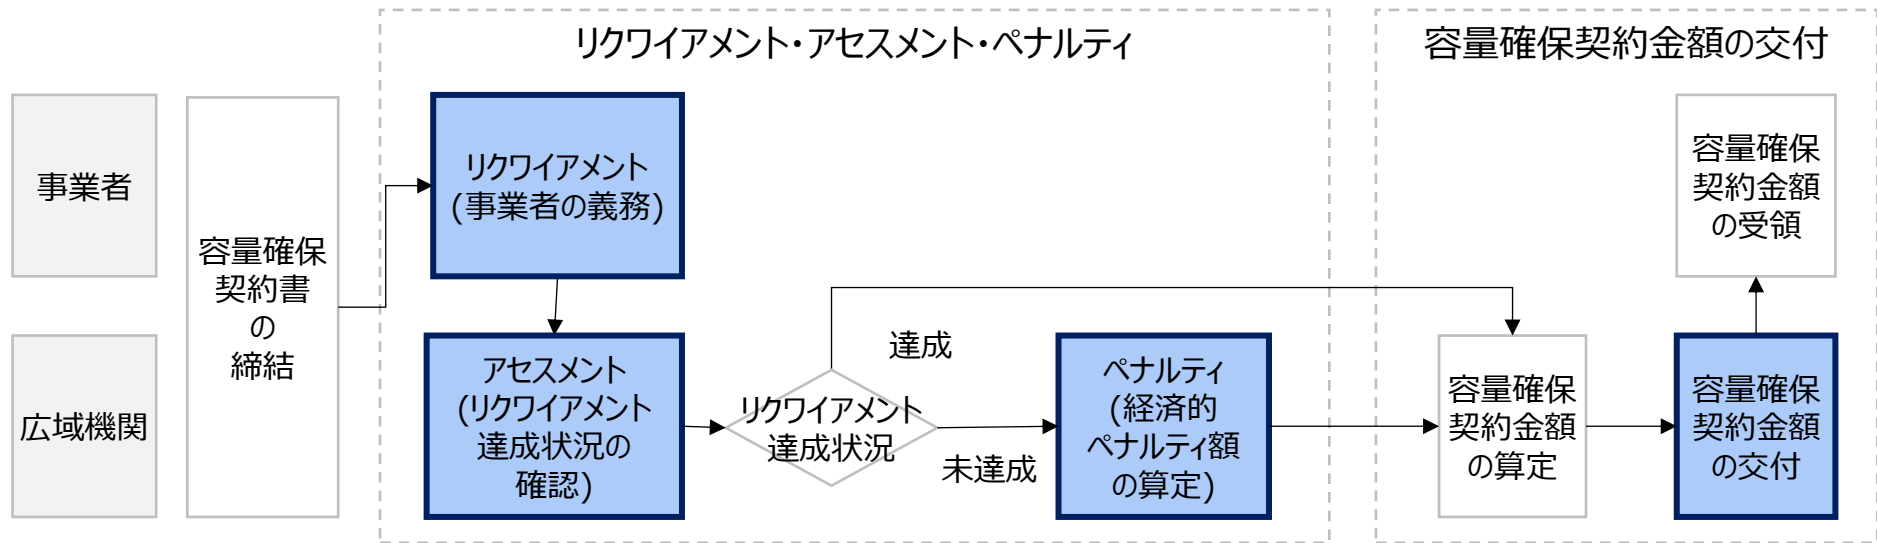 リクワイアメント・アセスメント・ペナルティ
容量確保契約金額の交付
事業者
広域機関
容量確保
契約書
の
締結
リクワイアメント
(事業者の義務)
アセスメント
(リクワイアメント
達成状況の
確認)
リクワイアメント
達成状況
達成
未達成
ペナルティ
(経済的
ペナルティ額
の算定)
容量確保
契約金額
の算定
容量確保
契約金額
の交付
容量確保
契約金額
の受領